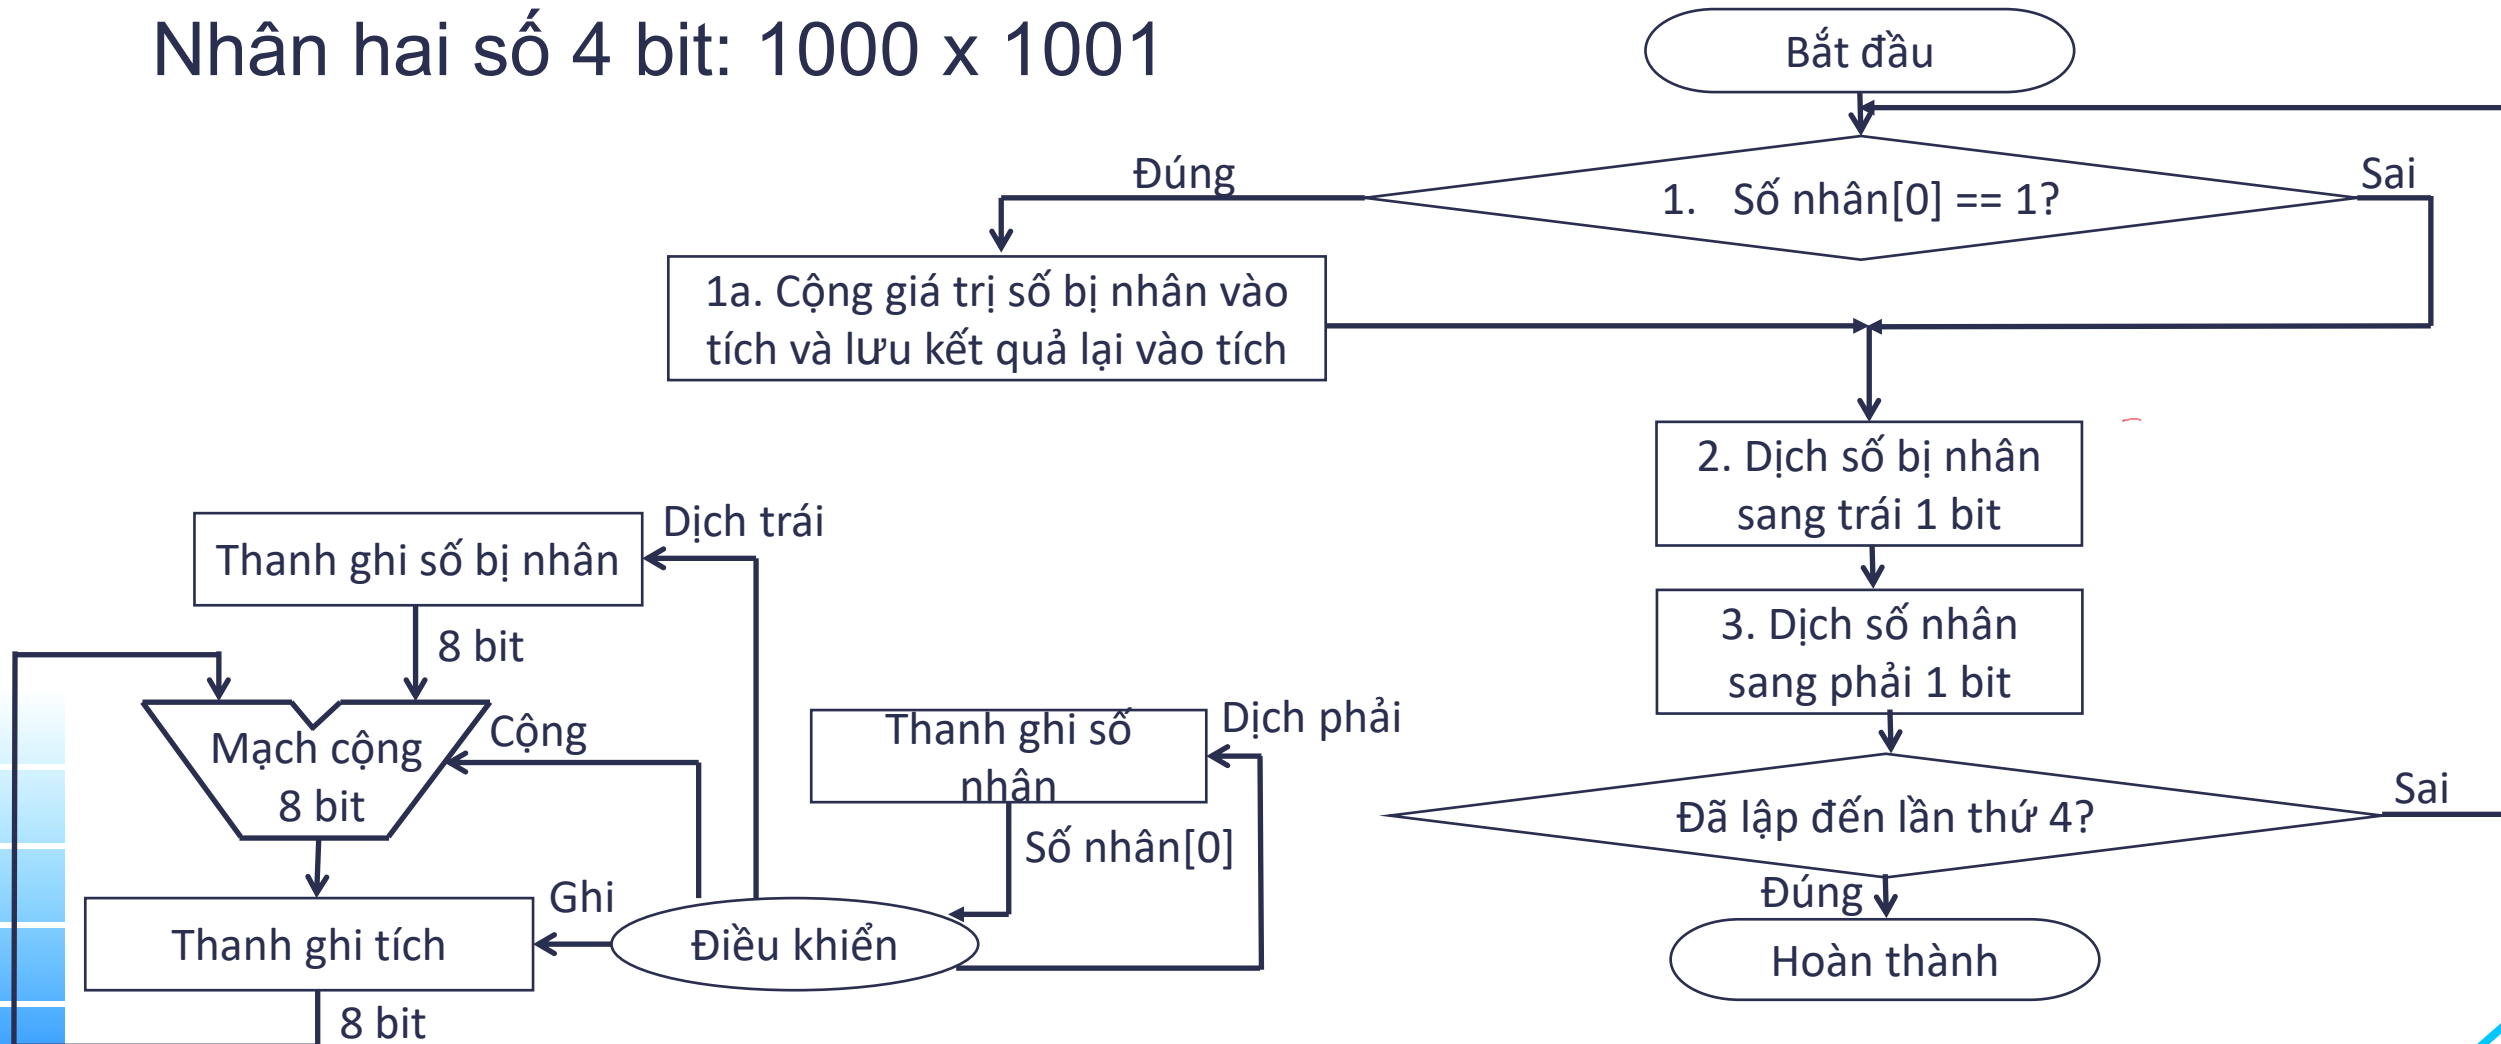 Nhân hai số 4 bit: 1000 x 1001
Bắt đầu
Đúng
Sai
1. Số nhân[0] == 1?
1a. Cộng giá trị số bị nhân vào
tích và lưu kết quả lại vào tích
2. Dịch số bị nhân
sang trái 1 bit
3. Dịch số nhân
sang phải 1 bit
Đã lập đến lần thứ 4?
Sai
Đúng
Hoàn thành
Dịch trái
Thanh ghi số bị nhân
8 bit
Mạch cộng
8 bit
Cộng
Thanh ghi số
nhân
Dịch phải
Số nhân[0]
Ghi
Thanh ghi tích
Điều khiển
8 bit